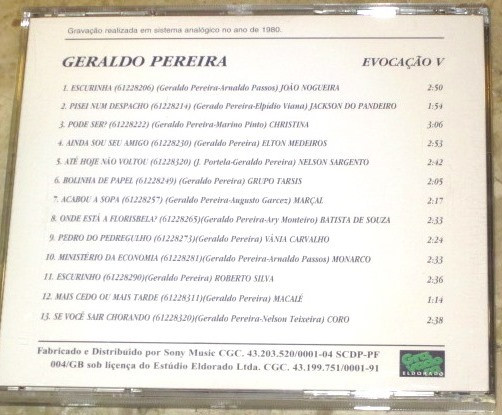 Gravação realizada em sistema analógico no ano de 1980.
GERALDO PEREIRA EVOCAÇÃO V
1. ESCURINHA (61228206) (Geraldo Pereira-Arnaldo Passos) JOÃO NOGUEIRA 2:50
2. PISEI NUM DESPACHO (61228214) (Gerado Pereira-Elpídio Viana) JACKSON DO PANDEIRO 1:54
3. PODE SER? (61228222) (Geraldo Pereira-Marino Pinto) CHRISTINA 3:06
4. AINDA SOU SEU AMIGO (61228230) (Geraldo Pereira) ELTON MEDEIROS 2:53
5. ATÉ HOJE NÃO VOLTOU (61228320) (J. Portela-Geraldo Pereira) NELSON SARGENTO 2:42
6. BOLINHA DE PAPEL (61228249) (Geraldo Pereira) GRUPO TARSIS 2:05
7. ACABOU A SOPA (61228257) (Geraldo Pereira-Augusto Garcez) MARÇAL 2:17
8. ONDE ESTÁ A FLORISBELA? (61228265)(Geraldo Pereira-Ary Monteiro) BATISTA DE SOUZA 2:33
9. PEDRO DO PEDREGULHO (61228273)(Geraldo Pereira) VÂNIA CARVALHO 2:24
10. MINISTÉRIO DA ECONOMIA (61228281)(Geraldo Pereira-Arnaldo Passos) MONARCO 2:33
11. ESCURINHO (61228290)(Geraldo Pereira) ROBERTO SILVA 2:36
12. MAIS CEDO OU MAIS TARDE (61228311)(Geraldo Pereira) MACALÉ 1:14
13. SE VOCÊ SAIR CHORANDO (61228320)(Geraldo Pereira-Nelson Teixeira) CORO 2:38
Fabricado e Distribuido por Sony Music CGC. 43.203.520/0001-04 SCDP-PF
004/GB sob liçença do Estúdio Eldorado Ltda. CGC. 43.199.751/0001-91
ELDORADO